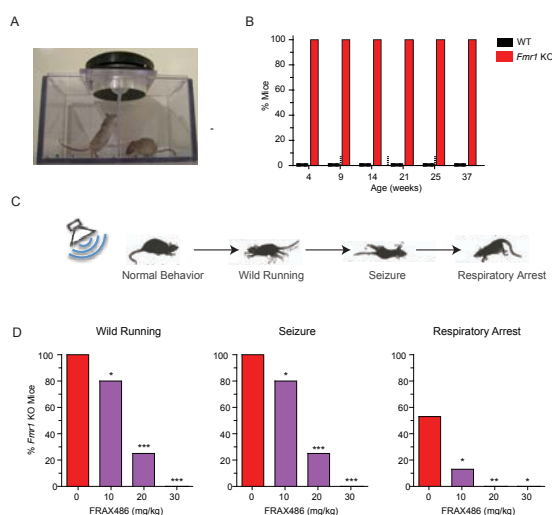 A
B
WT
Fmr1 KO
% Mice
100
80
60
40
20
0
4 9 14 21 25 37
Age (weeks)
C
Normal Behavior Wild Running Seizure Respiratory Arrest
D
Wild Running Seizure Respiratory Arrest
% Fmr1 KO Mice
100 100 100
80 80 80
60 60 60
40 40 40
20 20 20
0 0 0
* *** ***
* *** ***
* ** *
0 10 20 30 0 10 20 30 0 10 20 30
FRAX486 (mg/kg) FRAX486 (mg/kg) FRAX486 (mg/kg)